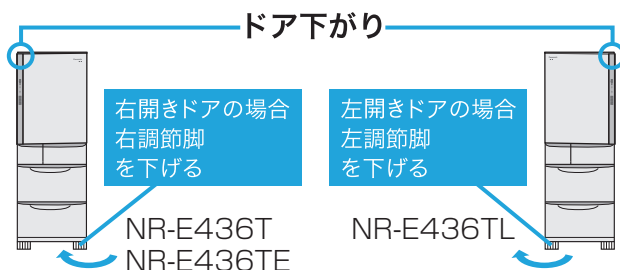 ドア下がり
右開きドアの場合
右調節脚
を下げる
左開きドアの場合
左調節脚
を下げる
NR-E436T
NR-E436TE
NR-E436TL